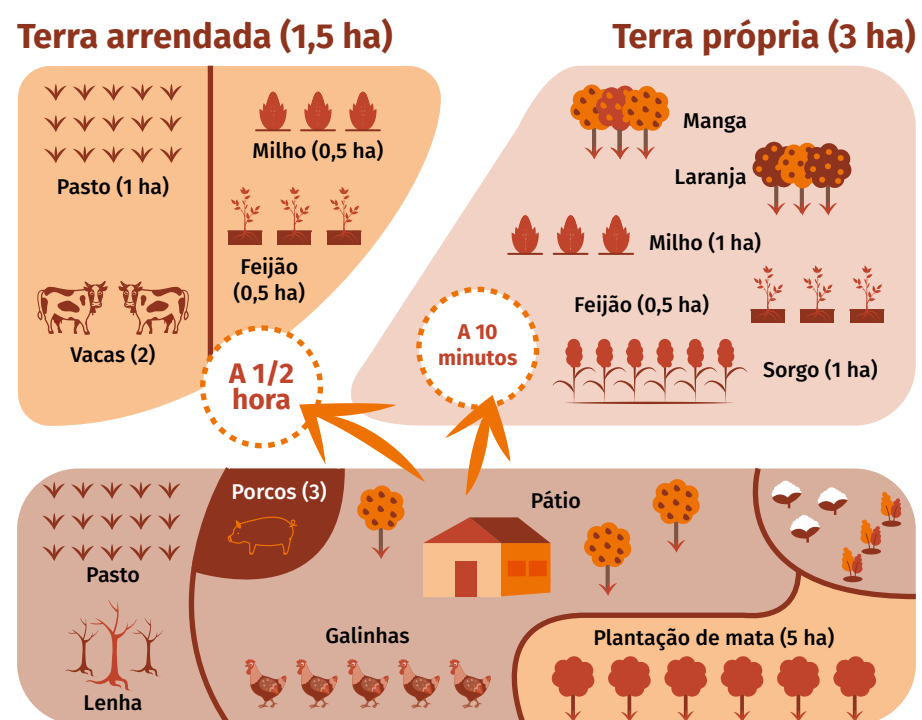 Terra arrendada (1,5 ha)
Terra própria (3 ha)
Pasto (1 ha)
Milho (0,5 ha)
Feijão
(0,5 ha)
Vacas (2)
A 1/2
hora
Manga
Laranja
Milho (1 ha)
Feijão (0,5 ha)
Sorgo (1 ha)
A 10
minutos
Pasto
Lenha
Porcos (3)
Pátio
Galinhas
Plantação de mata (5 ha)